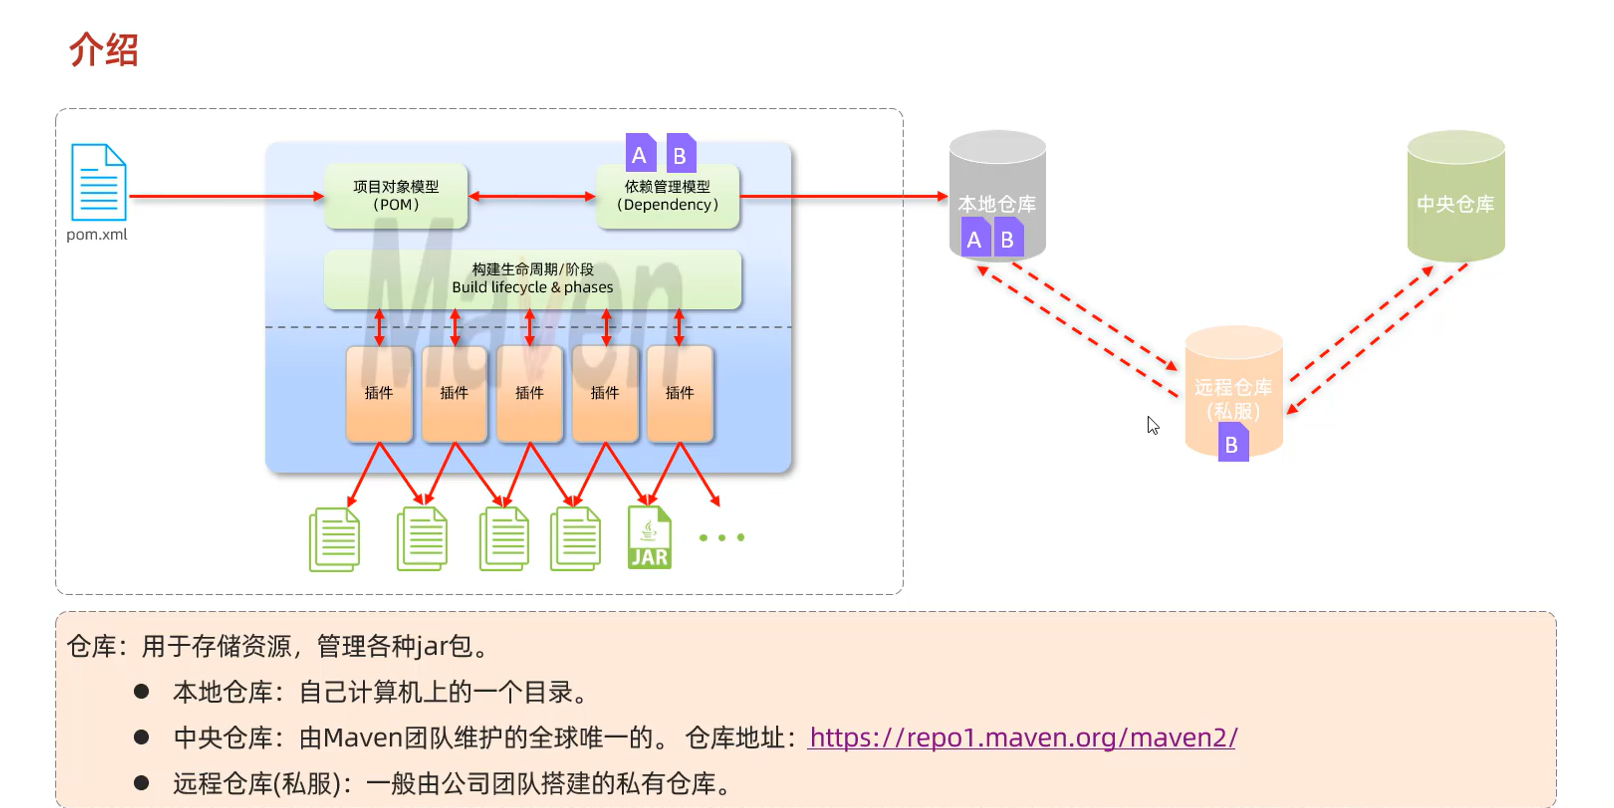 介绍
pom.xml
项目对象模型
(POM)
A
B
依赖管理模型
(Dependency)
构建生命周期/阶段
Build lifecycle & phases
Maven
插件
插件
插件
插件
插件
JAR
本地仓库
A
B
中央仓库
远程仓库
(私服)
B
仓库：用于存储资源，管理各种jar包。
本地仓库：自己计算机上的一个目录。
中央仓库：由Maven团队维护的全球唯一的。 仓库地址：https://repo1.maven.org/maven2/
远程仓库(私服)：一般由公司团队搭建的私有仓库。